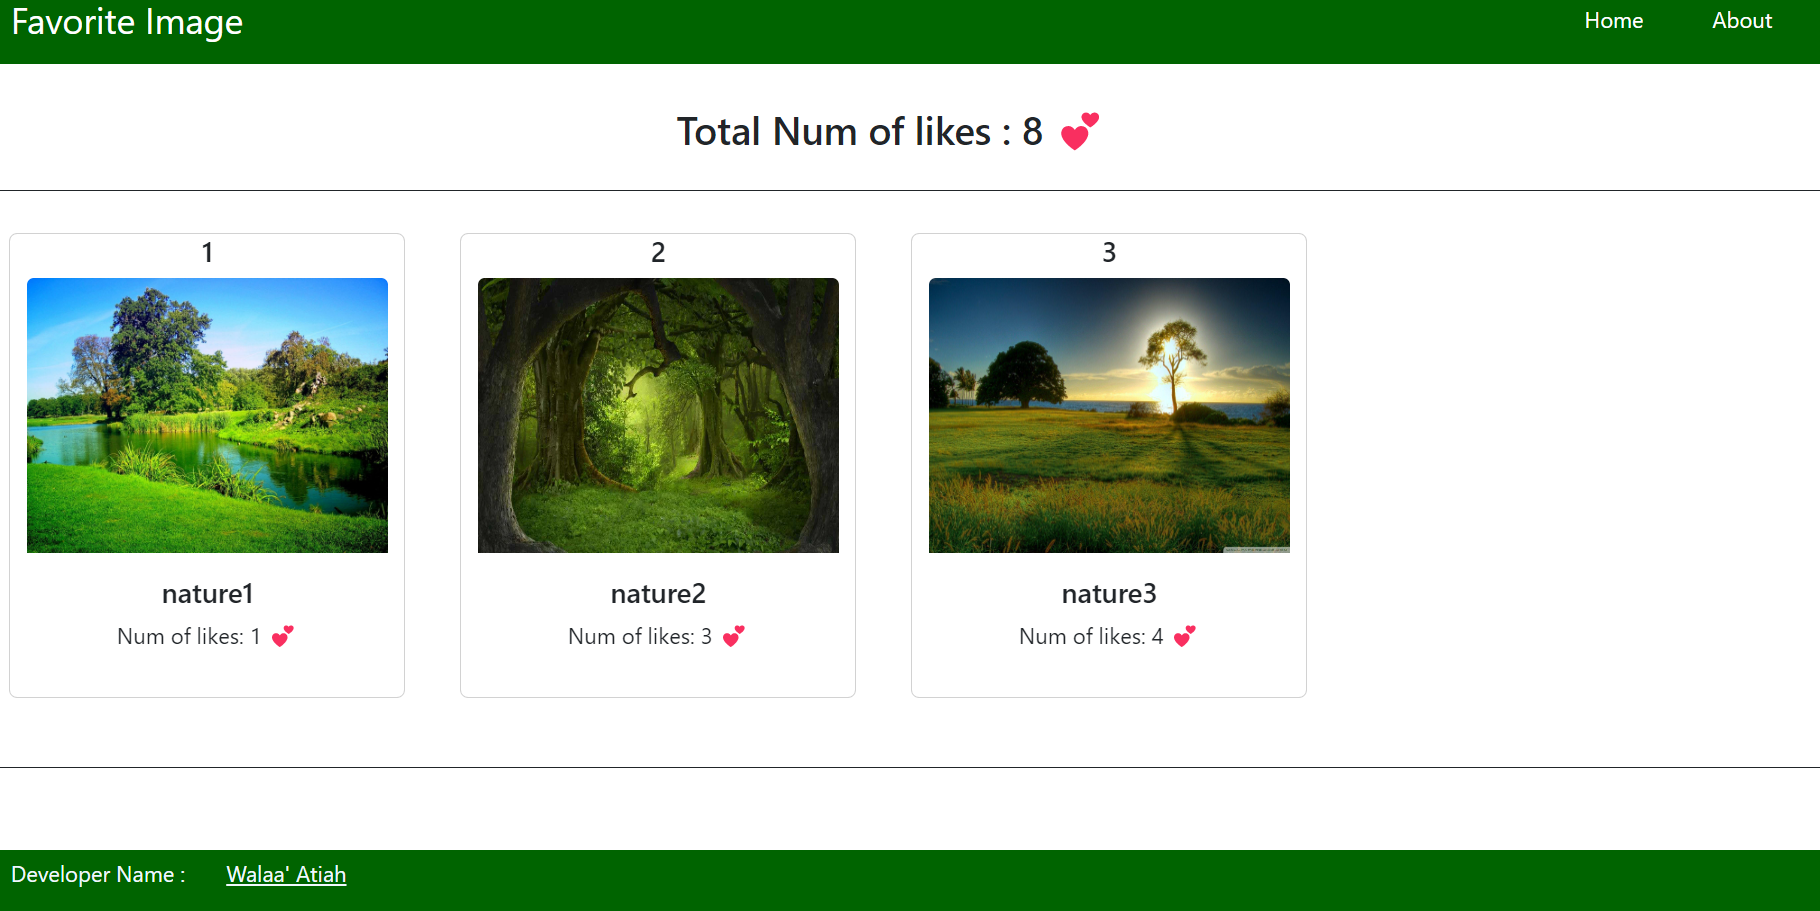 Favorite Image
Home
About
Total Num of likes : 8 💕
1
2
3
nature1
nature2
nature3
Num of likes: 1 💕
Num of likes: 3 💕
Num of likes: 4 💕
Developer Name : Walaa' Atiah